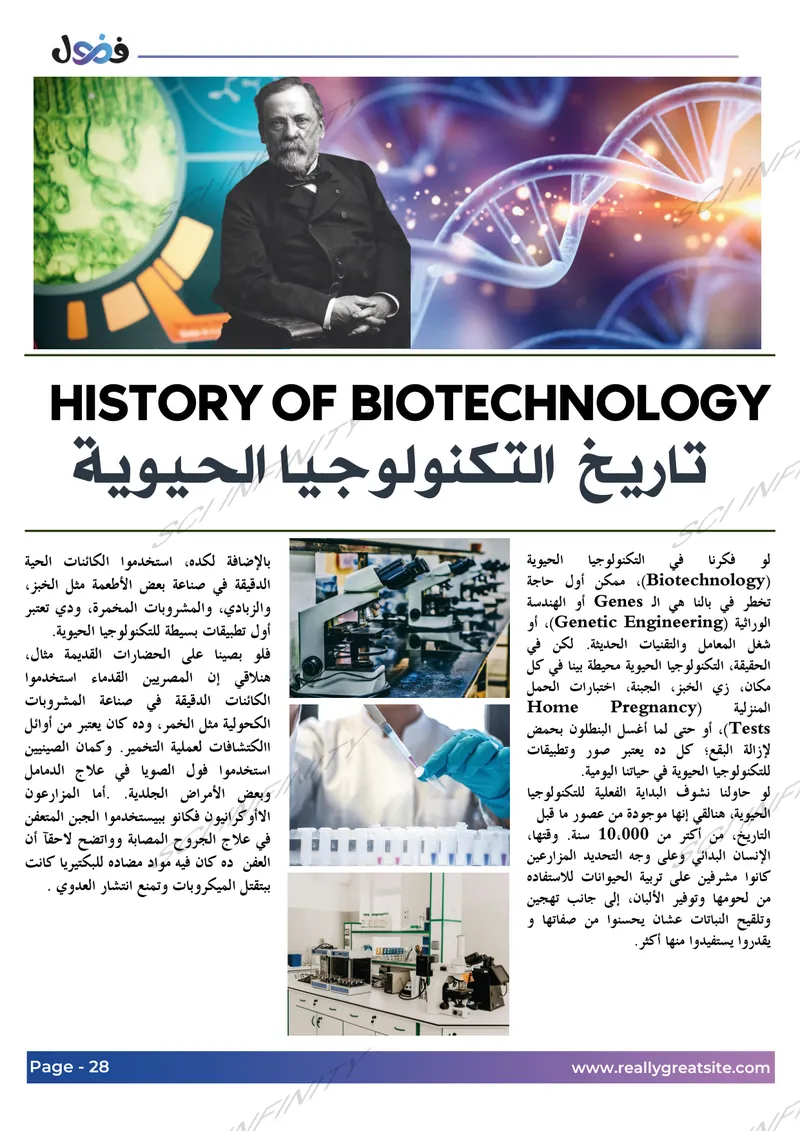 فضول
HISTORY OF BIOTECHNOLOGY
تاريخ التكنولوجيا الحيوية
لو فكرنا في التكنولوجيا الحيوية
(Biotechnology)، ممكن أول حاجة
تخطر في بالنا هي الـ Genes أو الهندسة
الوراثية (Genetic Engineering)، أو
شغل المعامل والتقنيات الحديثة. لكن في
الحقيقة، التكنولوجيا الحيوية محيطة بينا في كل
مكان، زي الخبز، الجبنة، اختبارات الحمل
المنزلية (Home Pregnancy
Tests)، أو حتى لما أغسل البنطلون بحمض
لإزالة البقع؛ كل ده يعتبر صور وتطبيقات
للتكنولوجيا الحيوية في حياتنا اليومية.
لو حاولنا نشوف البداية الفعلية للتكنولوجيا
الحيوية، هنالقي إنها موجودة من عصور ما قبل
التاريخ، من أكثر من 10,000 سنة. وقتها،
الإنسان البدائي وعلى وجه التحديد المزارعين
كانوا مشرفين على تربية الحيوانات للاستفاده
من لحومها وتوفير الألبان، إلى جانب تهجين
وتلقيح النباتات عشان يحسنوا من صفاتها و
يقدروا يستفيدوا منها أكثر.
بالإضافة لكده، استخدموا الكائنات الحية
الدقيقة في صناعة بعض الأطعمة مثل الخبز،
والزبادي، والمشروبات المخمرة، ودي تعتبر
أول تطبيقات بسيطة للتكنولوجيا الحيوية.
فلو بصينا على الحضارات القديمة مثال،
هنلاقي إن المصريين القدماء استخدموا
الكائنات الدقيقة في صناعة المشروبات
الكحولية مثل الخمر، وده كان يعتبر من أوائل
االكتشافات لعملية التخمير. وكمان الصينيين
استخدموا فول الصويا في علاج الدمامل
وبعض الأمراض الجلدية. .أما المزارعون
الاأوكرانيون فكانو بييستخدموا الجبن المتعفن
في علاج الجروح المصابة وواتضح لاحقآ أن
العفن ده كان فيه مواد مضاده للبكتيريا كانت
ببتقتل الميكروبات وتمنع انتشار العدوي .
Page - 28
www.reallygreatsite.com
SCI INFINITY